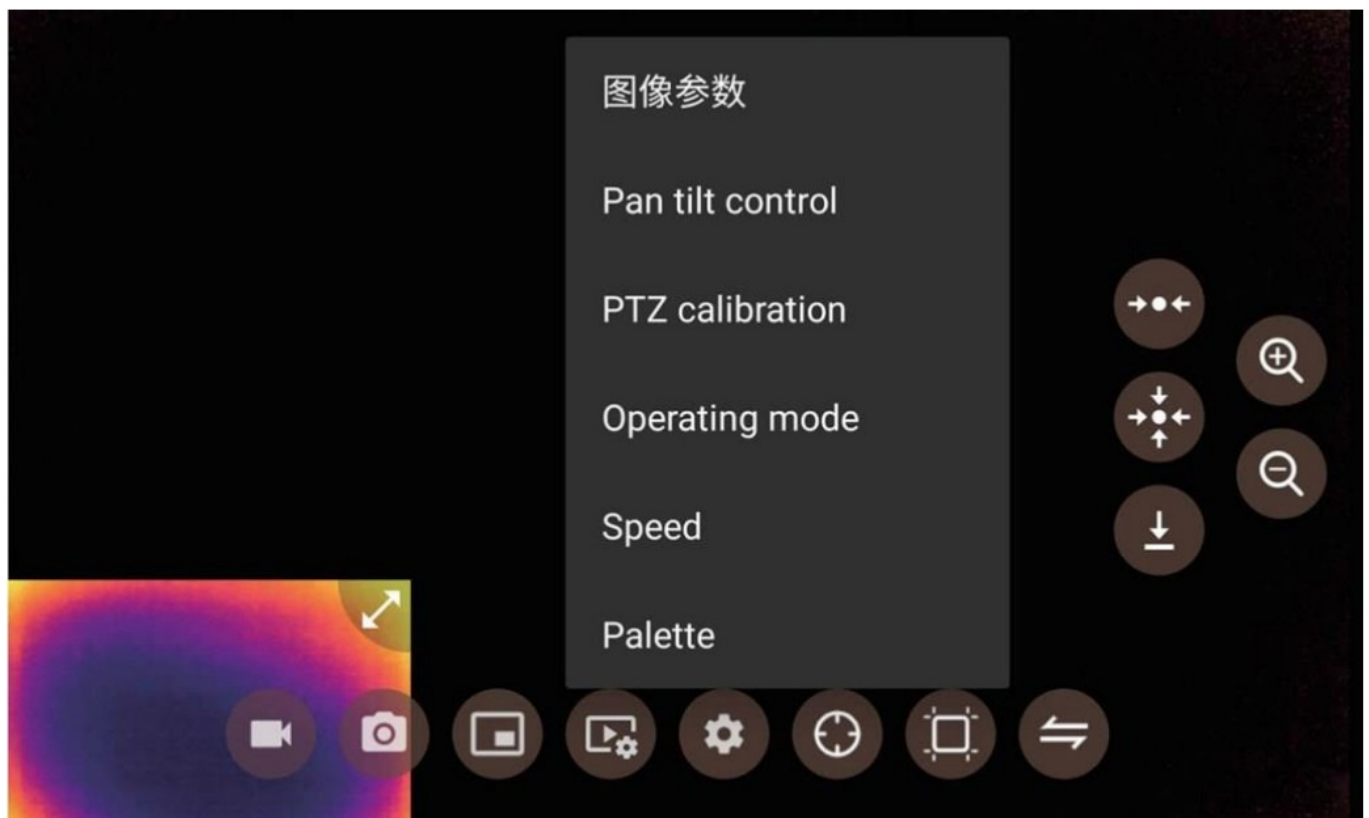 图像参数
Pan tilt control
PTZ calibration
Operating mode
Speed
Palette